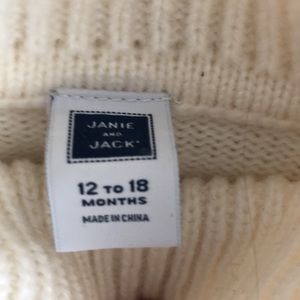 JANIE
AND
JACK
12 TO 18
MONTHS
MADE IN CHINA